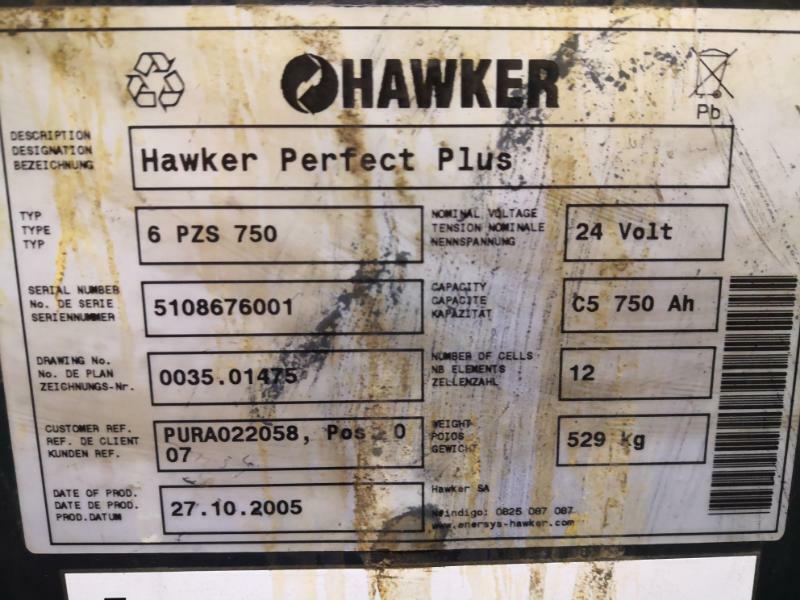 HAWKER
Pb
DESCRIPTION
DESIGNATION
BEZEICHNUNG
Hawker Perfect Plus
TYP
TYPE
TYP
6 PZS 750
NOMINAL VOLTAGE
TENSION NOMINALE
NENNSPANNUNG
24 Volt
SERIAL NUMBER
No. DE SERIE
SERIENNUMMER
5108676001
CAPACITY
CAPACITE
KAPAZITAT
C5 750 Ah
DRAWING No.
No. DE PLAN
ZEICHNUNGS-Nr.
0035.01475
NUMBER OF CELLS
NB ELEMENTS
ZELLENZAHL
12
CUSTOMER REF.
REF. DE CLIENT
KUNDEN REF.
PURA022058, Pos 0
07
WEIGHT
POIDS
GEWICHT
529 kg
DATE OF PROD.
DATE DE PROD.
PROD.DATUM
27.10.2005
Hawker SA
N°indigo: 0825 087 087
www.enersys-hawker.com